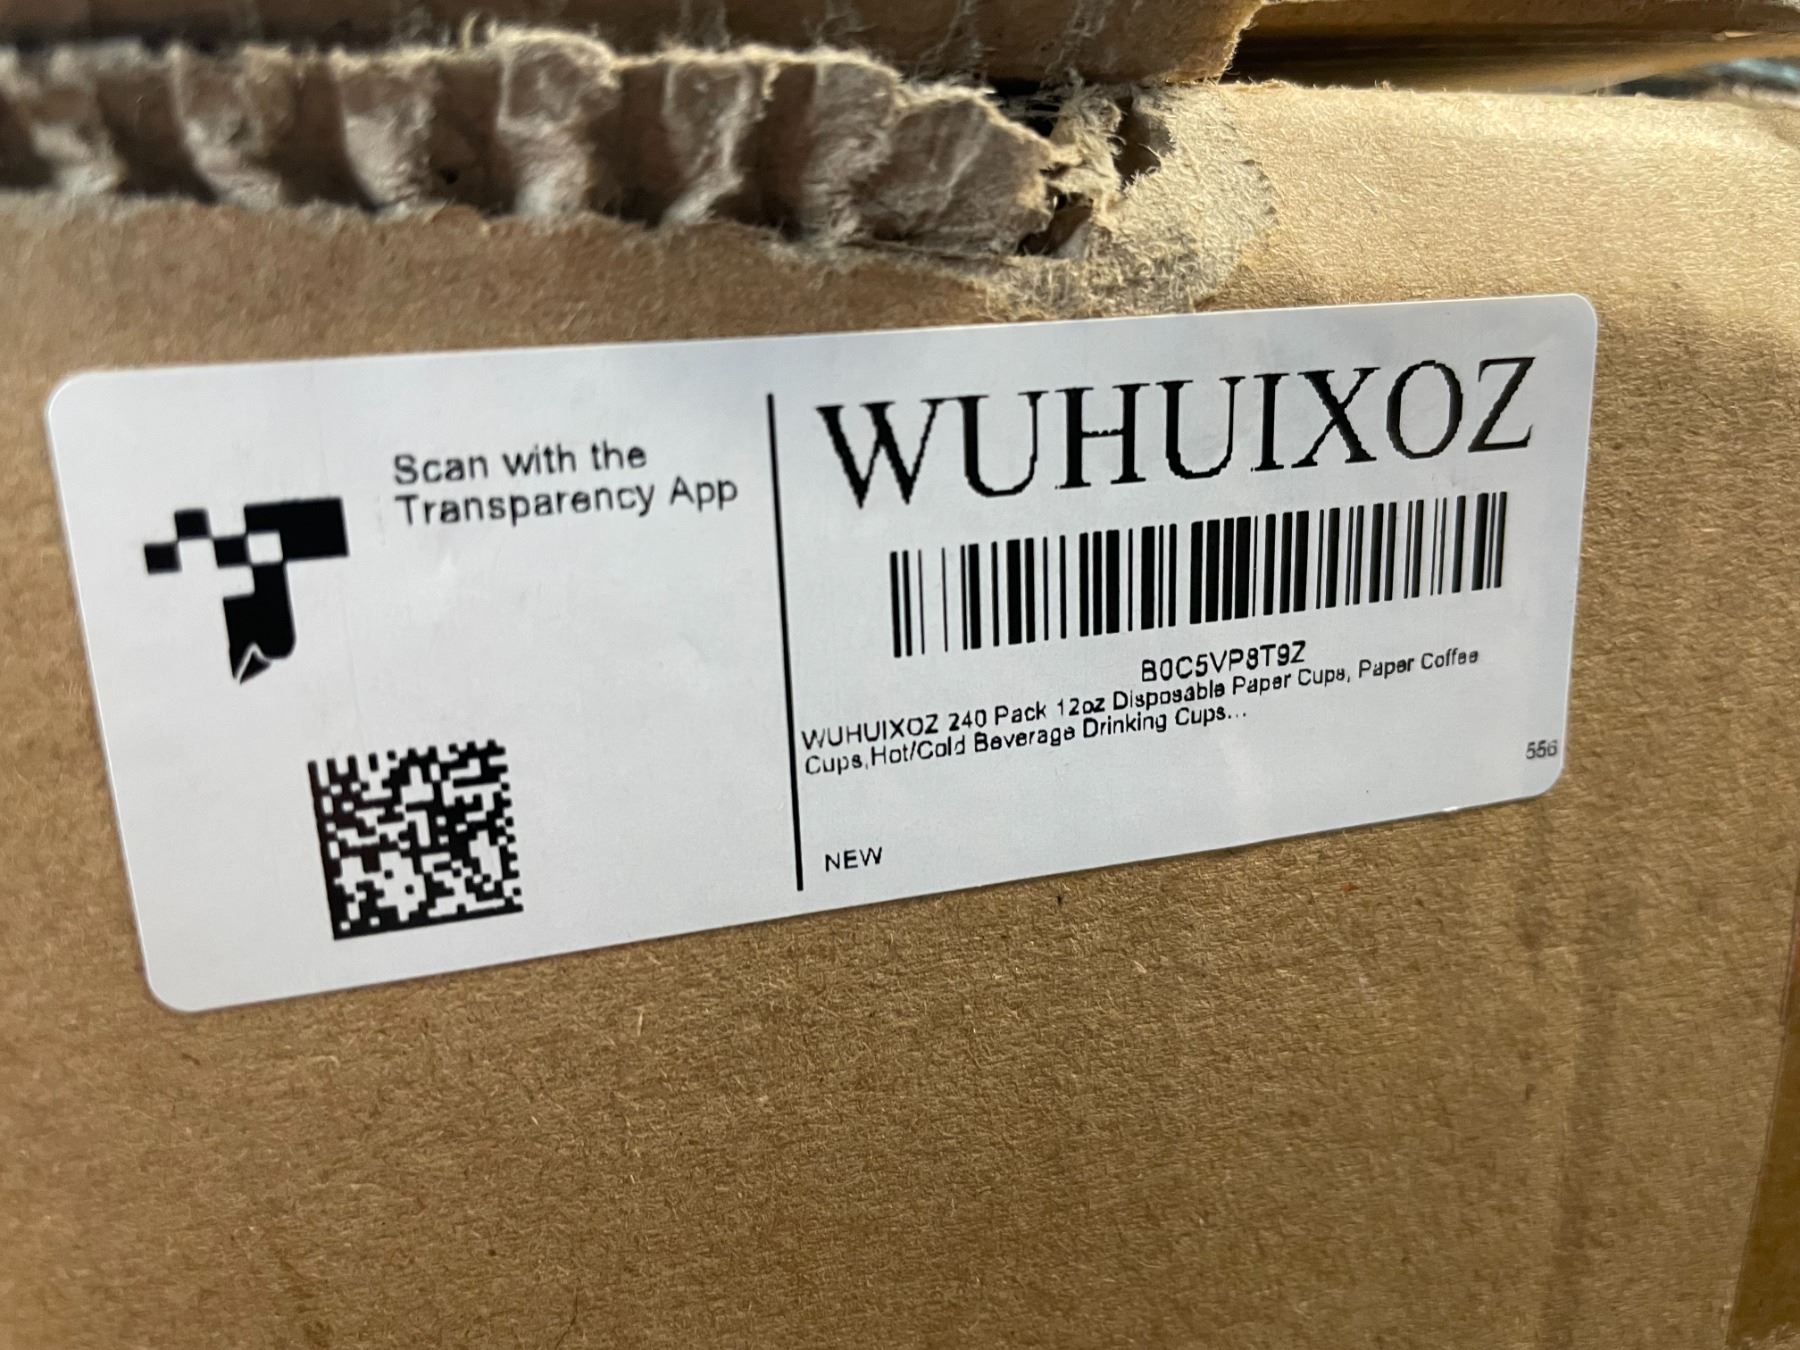 Scan with the
Transparency App
WUHUIXOZ
B0C5VP8T9Z
WUHUIXOZ 240 Pack 12oz Disposable Paper Cups, Paper Coffee
Cups,Hot/Cold Beverage Drinking Cups...
556
NEW